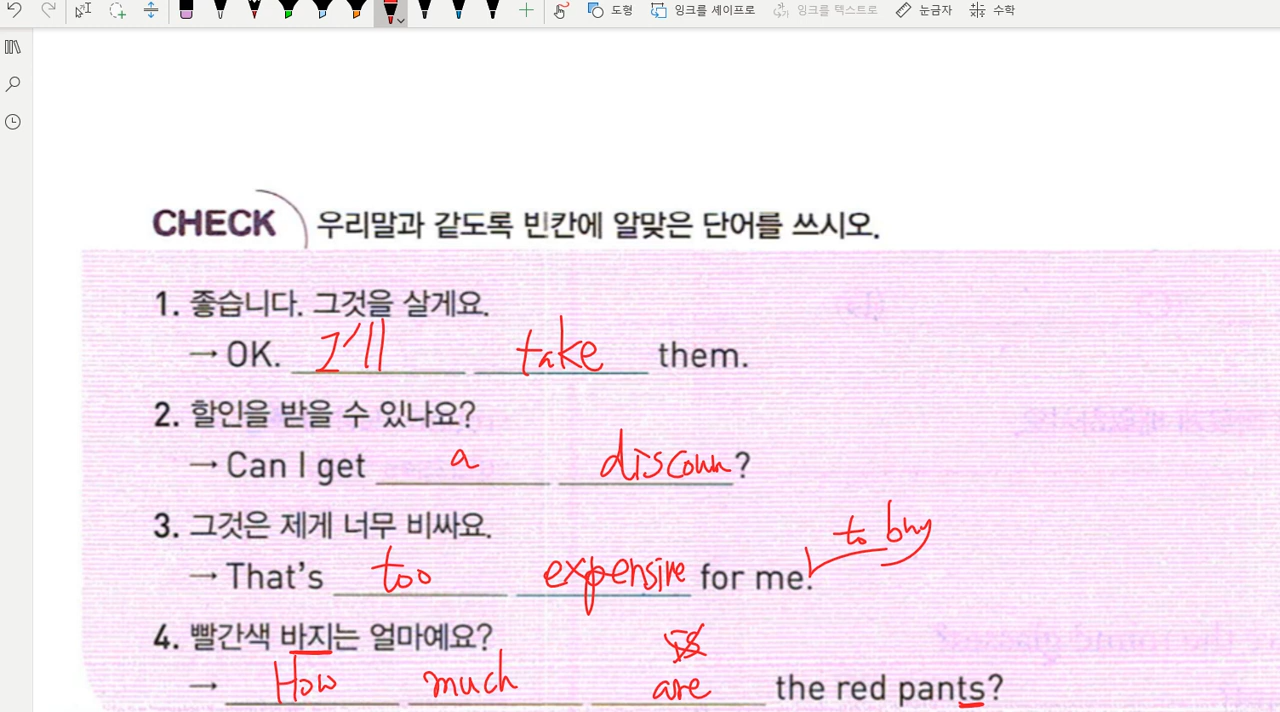 도형 잉크를 셰이프로 잉크를 텍스트로 눈금자 수학
CHECK 우리말과 같도록 빈칸에 알맞은 단어를 쓰시오.
1. 좋습니다. 그것을 살게요.
→ OK. I'll take them.
2. 할인을 받을 수 있나요?
→ Can I get a discoun?
to buy
3. 그것은 제게 너무 비싸요.
→ That's too expensive for me.
4. 빨간색 바지는 얼마예요?
is
→ How much are the red pants?